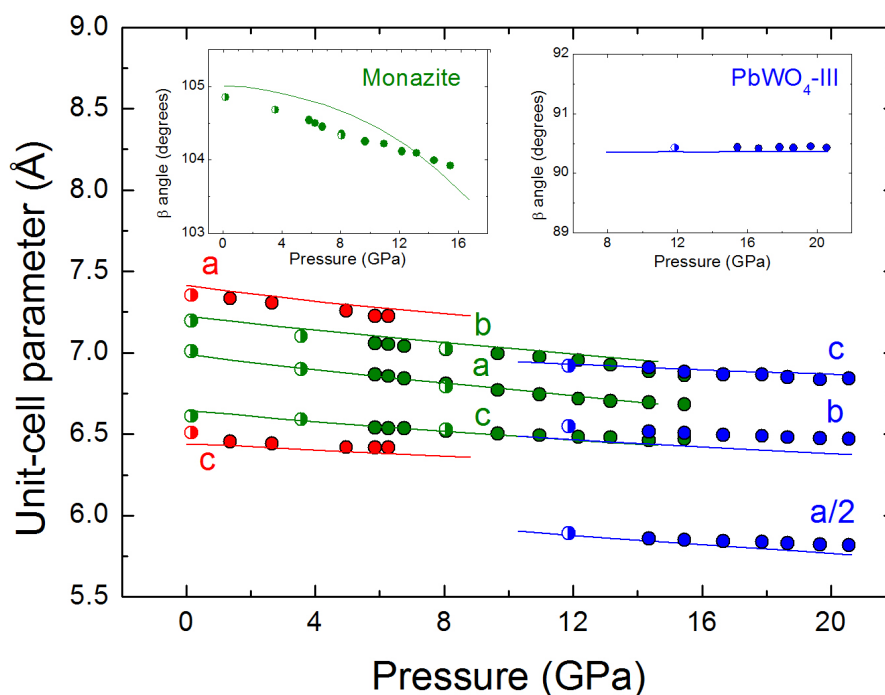 9.0
8.5
8.0
7.5
7.0
6.5
6.0
5.5
Unit-cell parameter (Å)
0
4
8
12
16
20
Pressure (GPa)
Monazite
105
104
103
β angle (degrees)
0
4
8
12
16
Pressure (GPa)
PbWO₄-III
92
91
90
89
β angle (degrees)
8
12
16
20
Pressure (GPa)
a
b
a
c
c
c
b
a/2